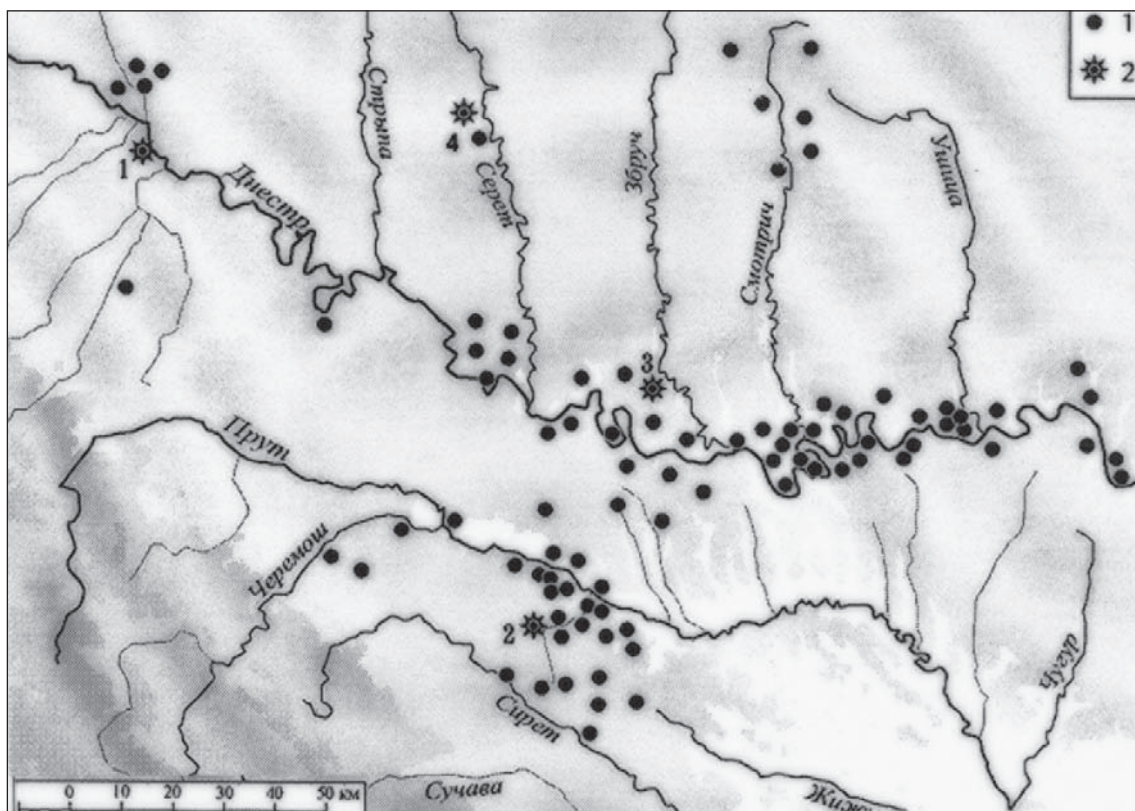 1
2
Стрыпа
4
Серет
Збруч
Ушица
1
Днестр
Смотрич
3
Прут
Черемош
2
Чугур
Сирет
Сучава
Жижи
0 10 20 30 40 50 км